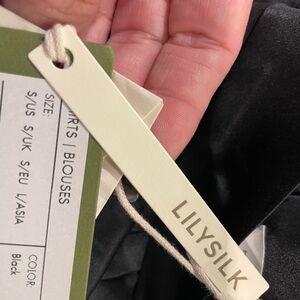 LILYSILK
RTS | BLOUSES
SIZE:
S/US S/UK S/EU L/ASIA
COLOR:
Black